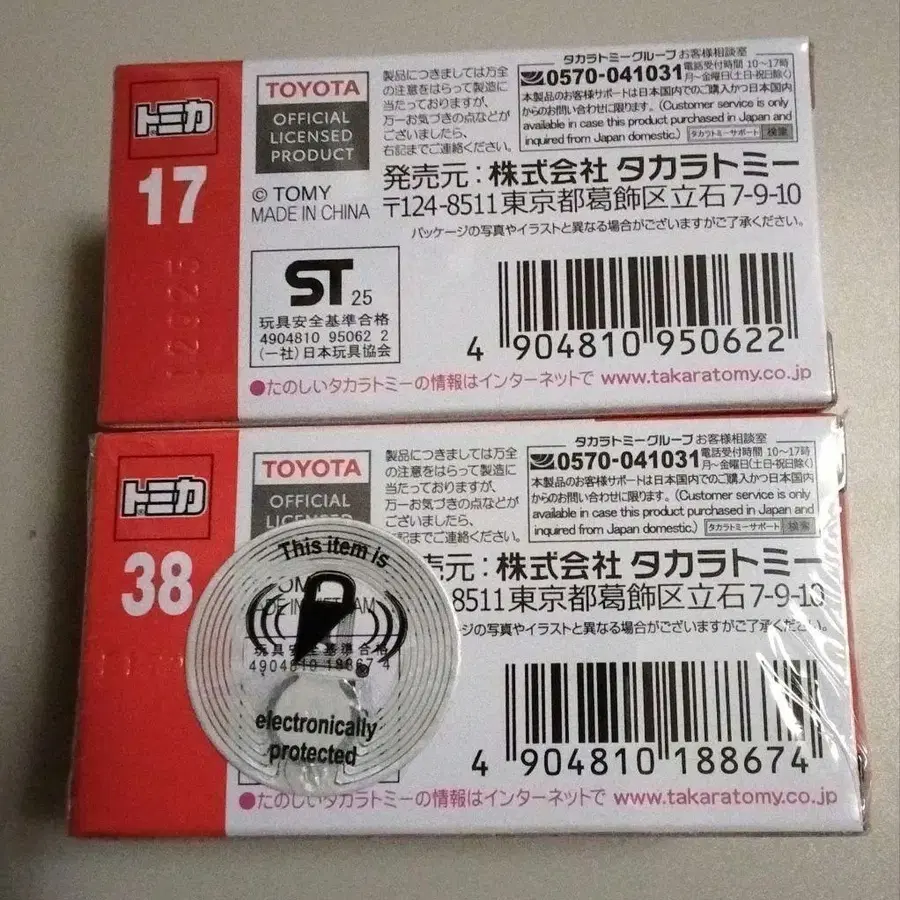 トミカ
17
TOYOTA
OFFICIAL
LICENSED
PRODUCT
© TOMY
MADE IN CHINA
製品につきましては万全
の注意をはらって製造に
当たっておりますが、
万一お気づきの点などが
ございましたら、
右記までご連絡ください。
タカラトミーグループ お客様相談室
0570-041031
電話受付時間 10～17時
月～金曜日(土日・祝日除く)
本製品のお客様サポートは日本国内でのご購入かつ日本国内
からのお問い合わせに限ります。(Customer service is only
available in case this product purchased in Japan and
inquired from Japan domestic.)
タカラトミーサポート 検索
発売元：株式会社 タカラトミー
〒124-8511 東京都葛飾区立石7-9-10
パッケージの写真やイラストと異なる場合がございますがご了承ください。
ST 25
玩具安全基準合格
4904810 95062 2
(一社)日本玩具協会
4 904810 950622
●たのしいタカラトミーの情報はインターネットで www.takaratomy.co.jp
トミカ
38
TOYOTA
OFFICIAL
製品につきましては万全
の注意をはらって製造に
当たっておりますが、
万一お気づきの点などが
ございましたら、
記までご連絡ください。
タカラトミーグループ お客様相談室
0570-041031
電話受付時間 10～17時
月～金曜日(土日・祝日除く)
本製品のお客様サポートは日本国内でのご購入かつ日本国内
からのお問い合わせに限ります。(Customer service is only
available in case this product purchased in Japan and
inquired from Japan domestic.)
タカラトミーサポート 検索
売元：株式会社 タカラトミー
8511 東京都葛飾区立石7-9-10
ジの写真やイラストと異なる場合がございますがご了承ください。
This item is
玩具安全基準合格
4904810 18867 4
electronically
protected
4 904810 188674
●たのしいタカラトミーの情報はインターネットで www.takaratomy.co.jp